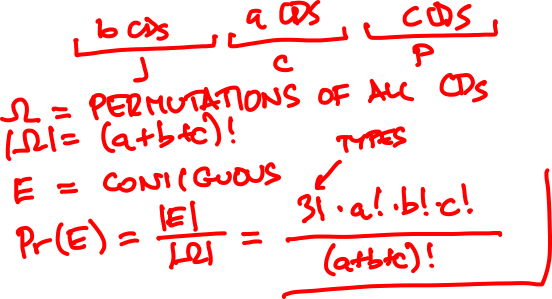 b CDS a CDS c CDS
J C P
Ω = PERMUTATIONS OF ALL CDs
|Ω| = (a+b+c)!
TYPES
E = CONTIGUOUS
Pr(E) = |E| / |Ω| = 3! · a! · b! · c! / (a+b+c)!